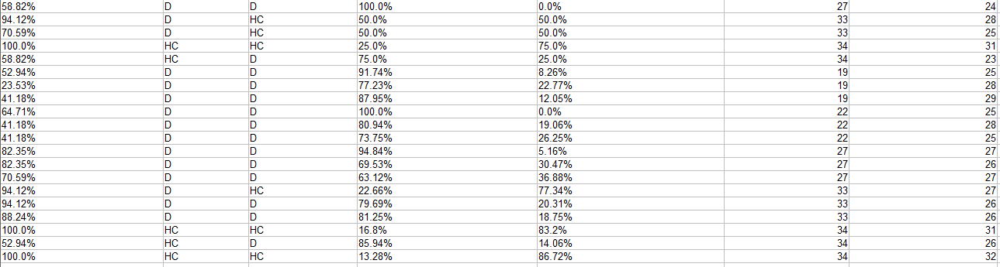 58.82% D D 100.0% 0.0% 27 24
94.12% D HC 50.0% 50.0% 33 28
70.59% D HC 50.0% 50.0% 33 25
100.0% HC HC 25.0% 75.0% 34 31
58.82% HC D 75.0% 25.0% 34 23
52.94% D D 91.74% 8.26% 19 25
23.53% D D 77.23% 22.77% 19 28
41.18% D D 87.95% 12.05% 19 29
64.71% D D 100.0% 0.0% 22 25
41.18% D D 80.94% 19.06% 22 28
41.18% D D 73.75% 26.25% 22 25
82.35% D D 94.84% 5.16% 27 27
82.35% D D 69.53% 30.47% 27 26
70.59% D D 63.12% 36.88% 27 27
94.12% D HC 22.66% 77.34% 33 27
94.12% D D 79.69% 20.31% 33 26
88.24% D D 81.25% 18.75% 33 26
100.0% HC HC 16.8% 83.2% 34 31
52.94% HC D 85.94% 14.06% 34 26
100.0% HC HC 13.28% 86.72% 34 32